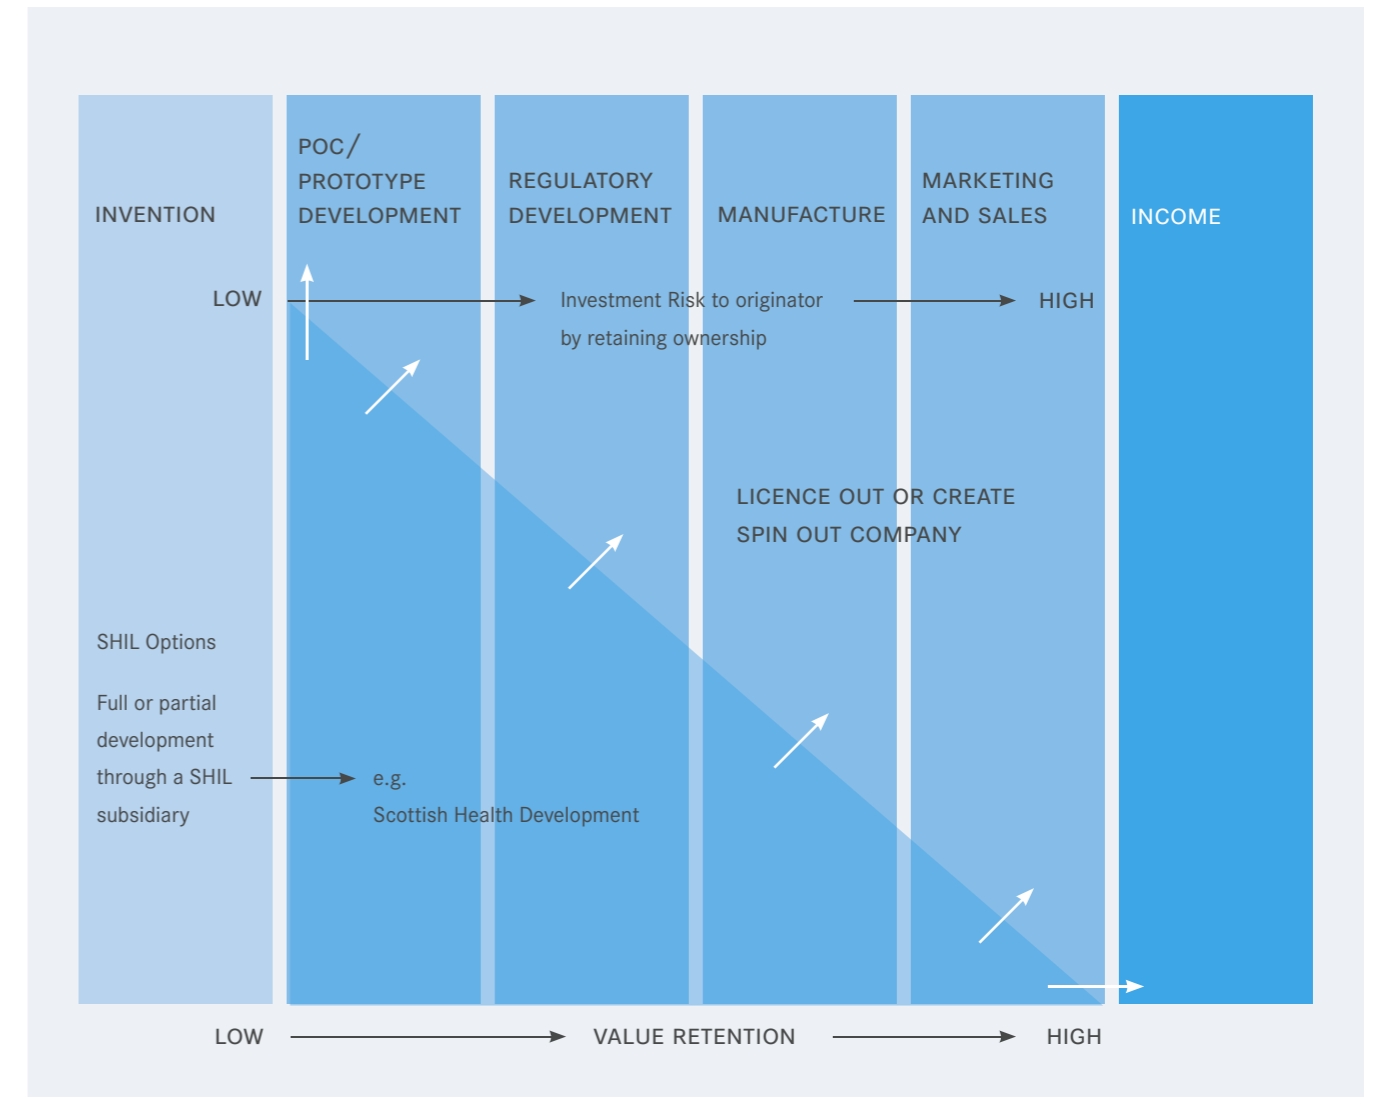 INVENTION
POC/
PROTOTYPE
DEVELOPMENT
REGULATORY
DEVELOPMENT
MANUFACTURE
MARKETING
AND SALES
INCOME
LOW
Investment Risk to originator
by retaining ownership
HIGH
LICENCE OUT OR CREATE
SPIN OUT COMPANY
SHIL Options
Full or partial
development
through a SHIL
subsidiary
e.g.
Scottish Health Development
LOW
VALUE RETENTION
HIGH